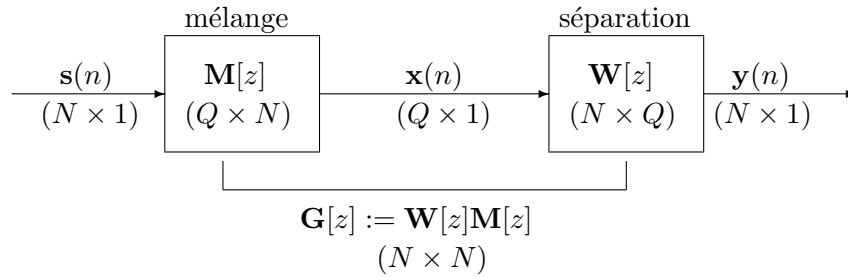 mélange
séparation
s(n)
M[z]
x(n)
W[z]
y(n)
(N × 1)
(Q × N)
(Q × 1)
(N × Q)
(N × 1)
G[z] := W[z]M[z]
(N × N)